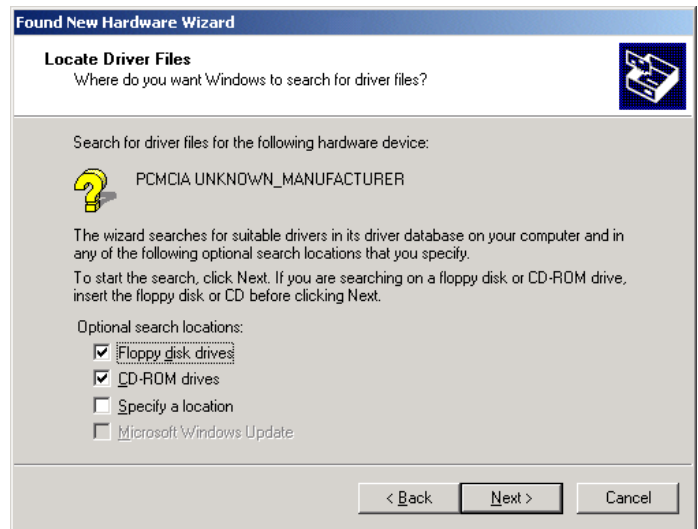 Found New Hardware Wizard
Locate Driver Files
Where do you want Windows to search for driver files?
Search for driver files for the following hardware device:
PCMCIA UNKNOWN_MANUFACTURER
The wizard searches for suitable drivers in its driver database on your computer and in
any of the following optional search locations that you specify.
To start the search, click Next. If you are searching on a floppy disk or CD-ROM drive,
insert the floppy disk or CD before clicking Next.
Optional search locations:
Floppy disk drives
CD-ROM drives
Specify a location
Microsoft Windows Update
< Back Next > Cancel